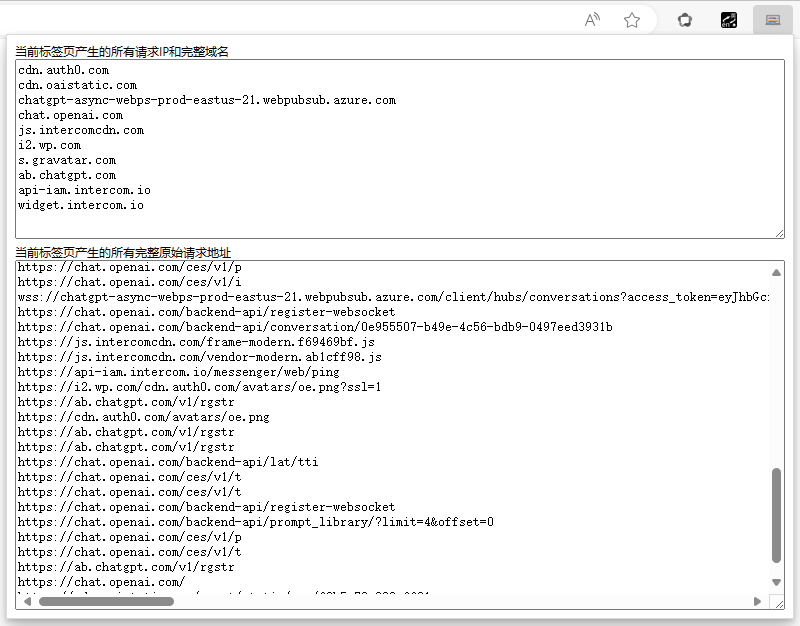 当前标签页产生的所有请求IP和完整域名
cdn.auth0.com
cdn.oaistatic.com
chatgpt-async-webps-prod-eastus-21.webpubsub.azure.com
chat.openai.com
js.intercomcdn.com
i2.wp.com
s.gravatar.com
ab.chatgpt.com
api-iam.intercom.io
widget.intercom.io
当前标签页产生的所有完整原始请求地址
https://chat.openai.com/ces/v1/p
https://chat.openai.com/ces/v1/i
wss://chatgpt-async-webps-prod-eastus-21.webpubsub.azure.com/client/hubs/conversations?access_token=eyJhbGci
https://chat.openai.com/backend-api/register-websocket
https://chat.openai.com/backend-api/conversation/0e955507-b49e-4c56-bdb9-0497eed3931b
https://js.intercomcdn.com/frame-modern.f69469bf.js
https://js.intercomcdn.com/vendor-modern.ab1cff98.js
https://api-iam.intercom.io/messenger/web/ping
https://i2.wp.com/cdn.auth0.com/avatars/oe.png?ssl=1
https://ab.chatgpt.com/v1/rgstr
https://cdn.auth0.com/avatars/oe.png
https://ab.chatgpt.com/v1/rgstr
https://ab.chatgpt.com/v1/rgstr
https://chat.openai.com/backend-api/lat/tti
https://chat.openai.com/ces/v1/t
https://chat.openai.com/ces/v1/t
https://chat.openai.com/backend-api/register-websocket
https://chat.openai.com/backend-api/prompt_library/?limit=4&offset=0
https://chat.openai.com/ces/v1/p
https://chat.openai.com/ces/v1/t
https://ab.chatgpt.com/v1/rgstr
https://chat.openai.com/